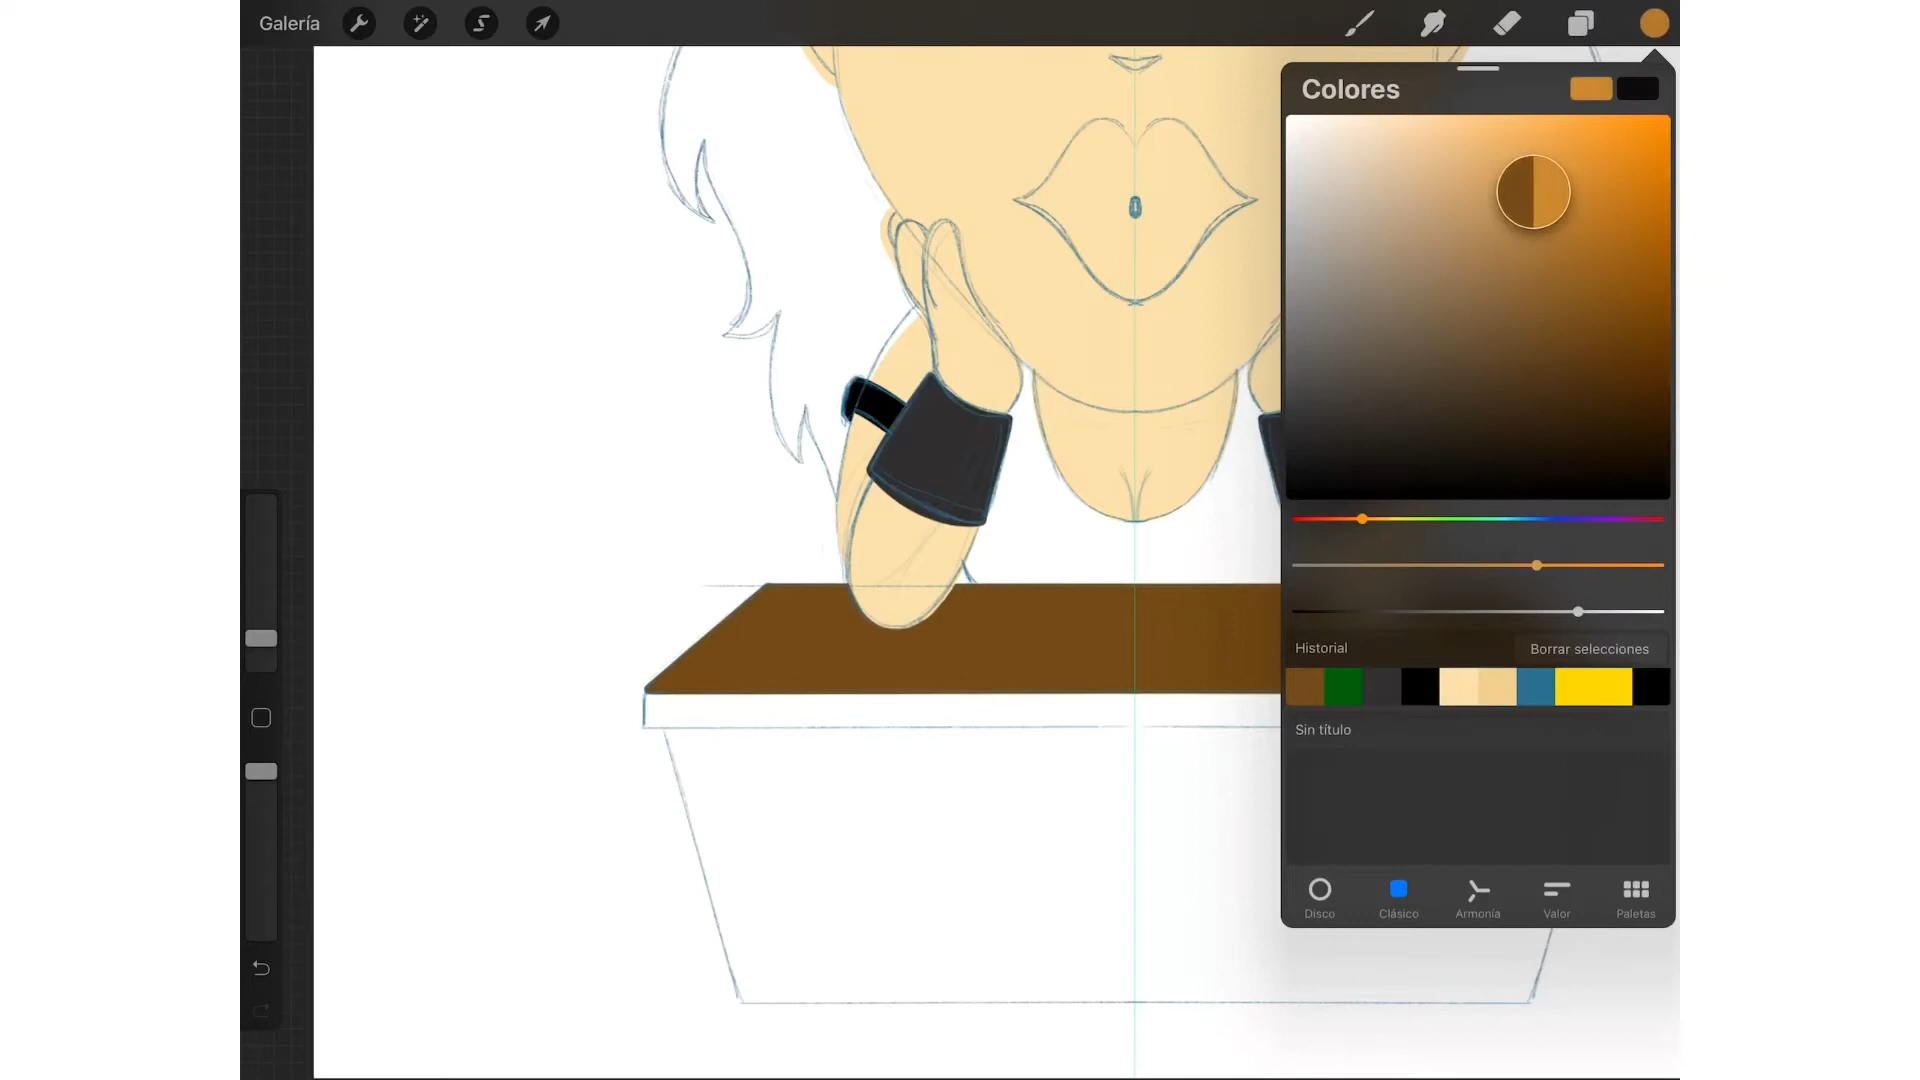 Galería
Colores
Historial
Borrar selecciones
Sin título
Disco
Clásico
Armonía
Valor
Paletas